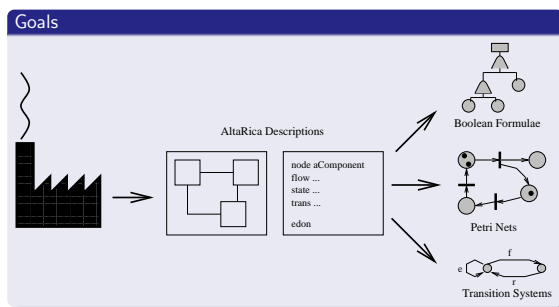 Goals
AltaRica Descriptions
node aComponent
flow ...
state ...
trans ...
edon
Boolean Formulae
Petri Nets
e
f
r
Transition Systems